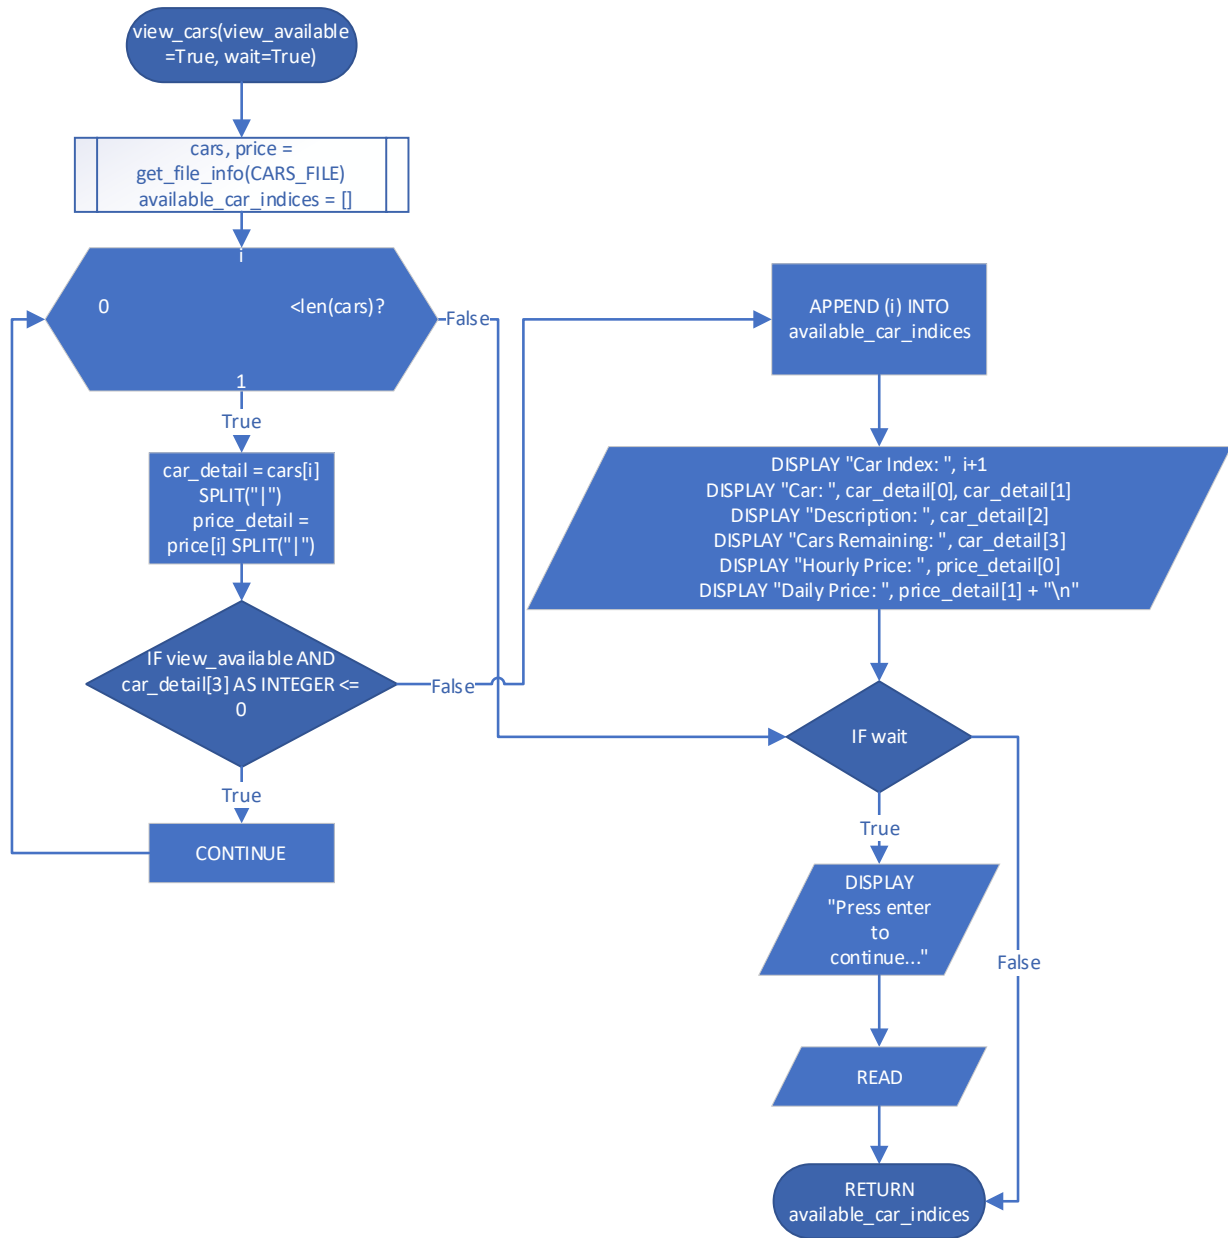 view_cars(view_available
=True, wait=True)
cars, price =
get_file_info(CARS_FILE)
available_car_indices = []
i
0
<len(cars)?
1
False
True
car_detail = cars[i]
SPLIT("|")
price_detail =
price[i] SPLIT("|")
IF view_available AND
car_detail[3] AS INTEGER <=
0
False
True
CONTINUE
APPEND (i) INTO
available_car_indices
DISPLAY "Car Index: ", i+1
DISPLAY "Car: ", car_detail[0], car_detail[1]
DISPLAY "Description: ", car_detail[2]
DISPLAY "Cars Remaining: ", car_detail[3]
DISPLAY "Hourly Price: ", price_detail[0]
DISPLAY "Daily Price: ", price_detail[1] + "\n"
IF wait
True
DISPLAY
"Press enter
to
continue..."
False
READ
RETURN
available_car_indices